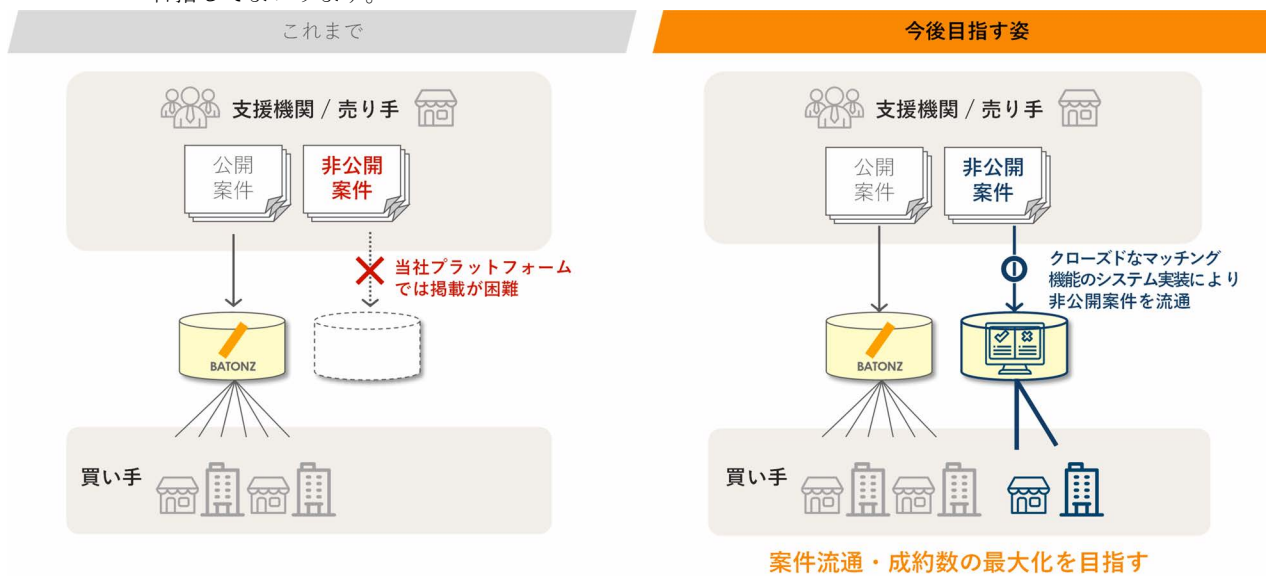 これまで
支援機関 / 売り手
公開
案件
非公開
案件
当社プラットフォーム
では掲載が困難
BATONZ
買い手
今後目指す姿
支援機関 / 売り手
公開
案件
非公開
案件
クローズドなマッチング
機能のシステム実装により
非公開案件を流通
BATONZ
買い手
案件流通・成約数の最大化を目指す